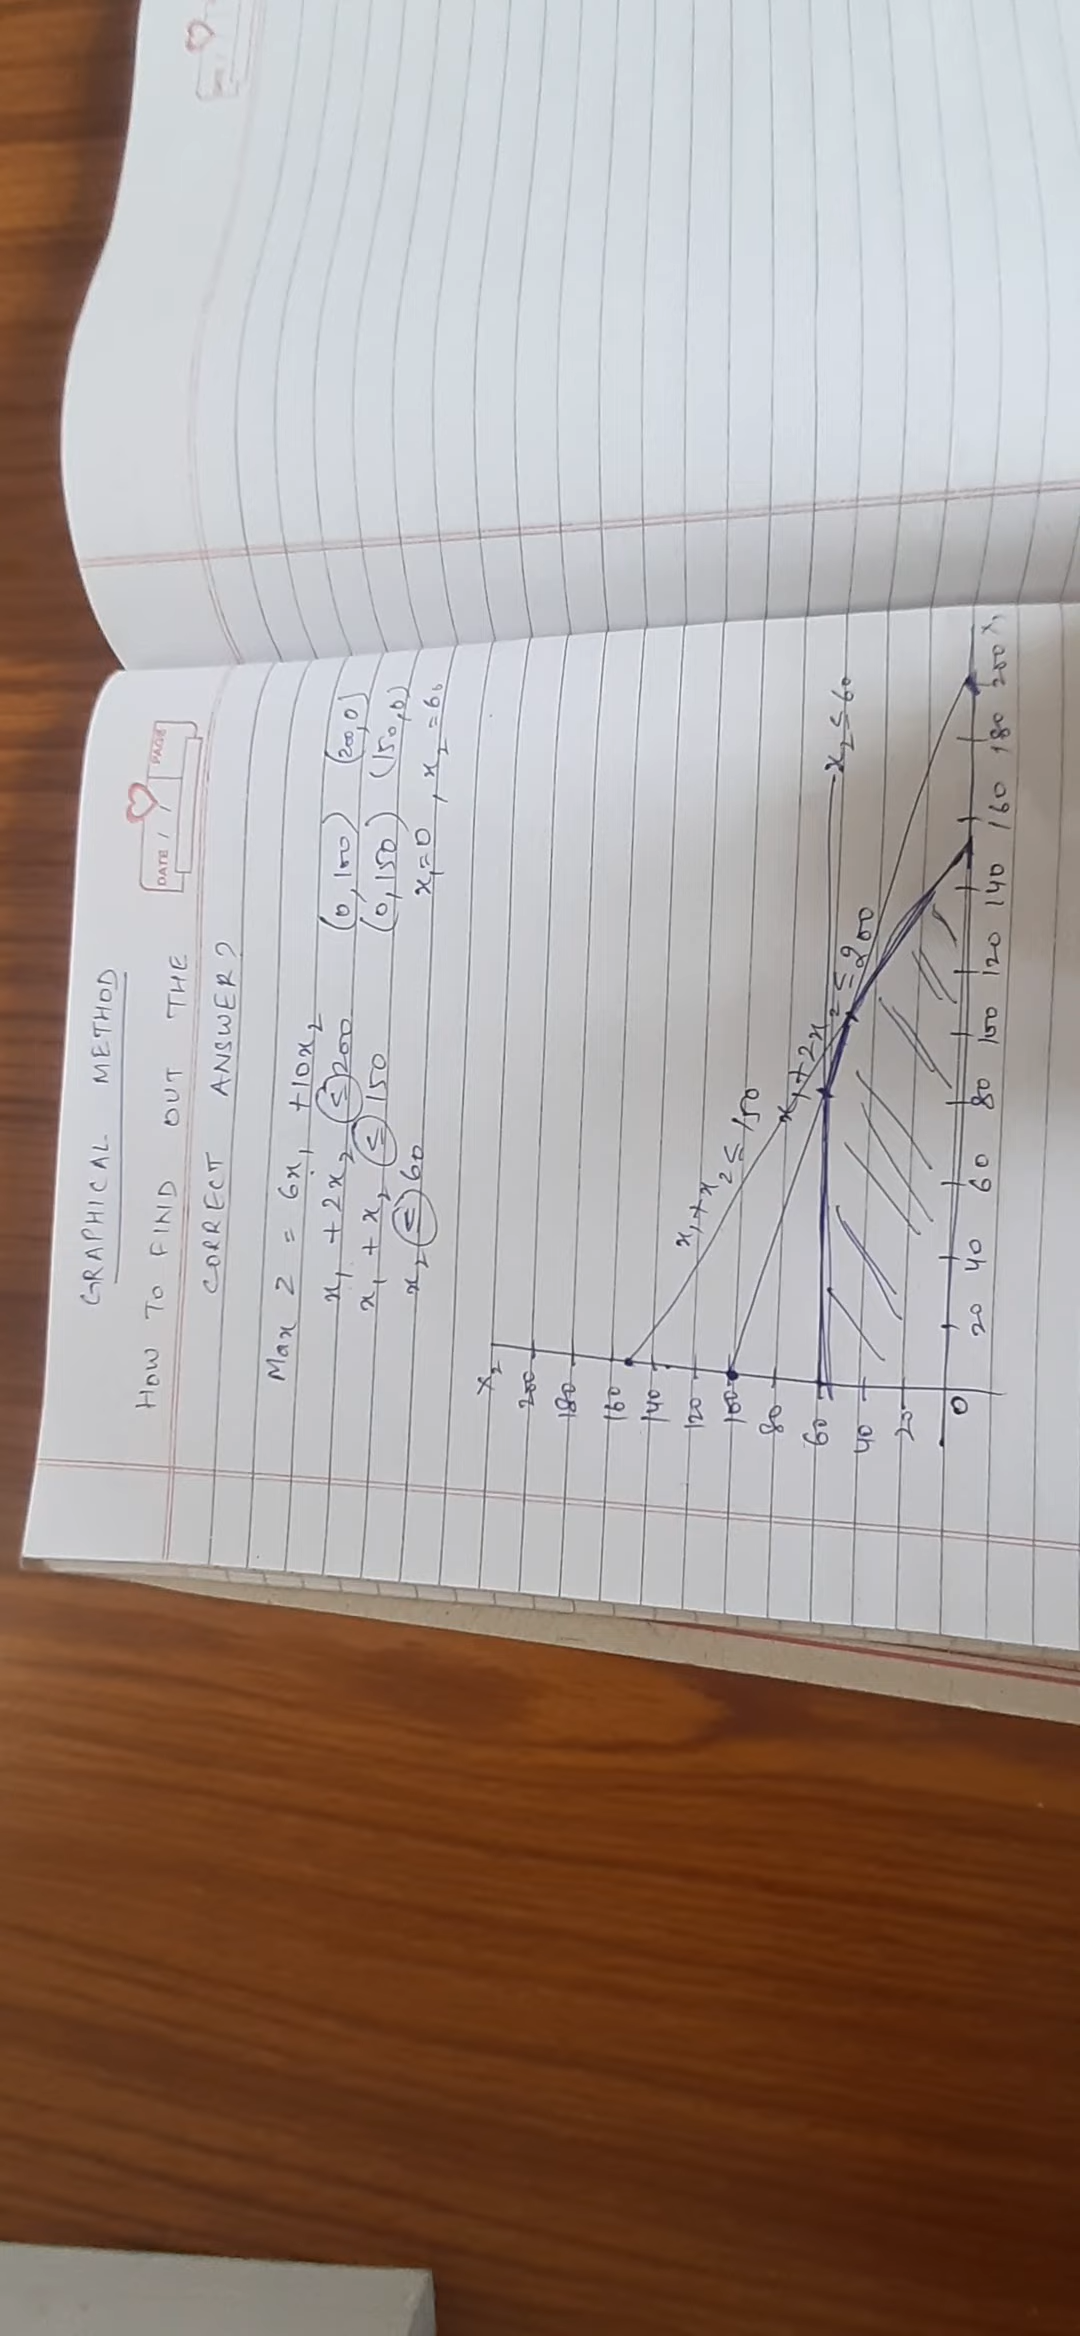 GRAPHICAL METHOD
DATE / / PAGE
HOW TO FIND OUT THE
CORRECT ANSWER?
Max Z = 6x₁ + 10x₂
x₁ + 2x₂ ≤ 200 (0, 100) (200, 0)
x₁ + x₂ ≤ 150 (0, 150) (150, 0)
x₂ ≤ 60 x₁=0, x₂=60
X₂
200
180
160
140
120
100
80
60
40
20
0
x₁ + x₂ ≤ 150
x₁ + 2x₂ ≤ 200
x₂ ≤ 60
20 40 60 80 100 120 140 160 180 200 X₁